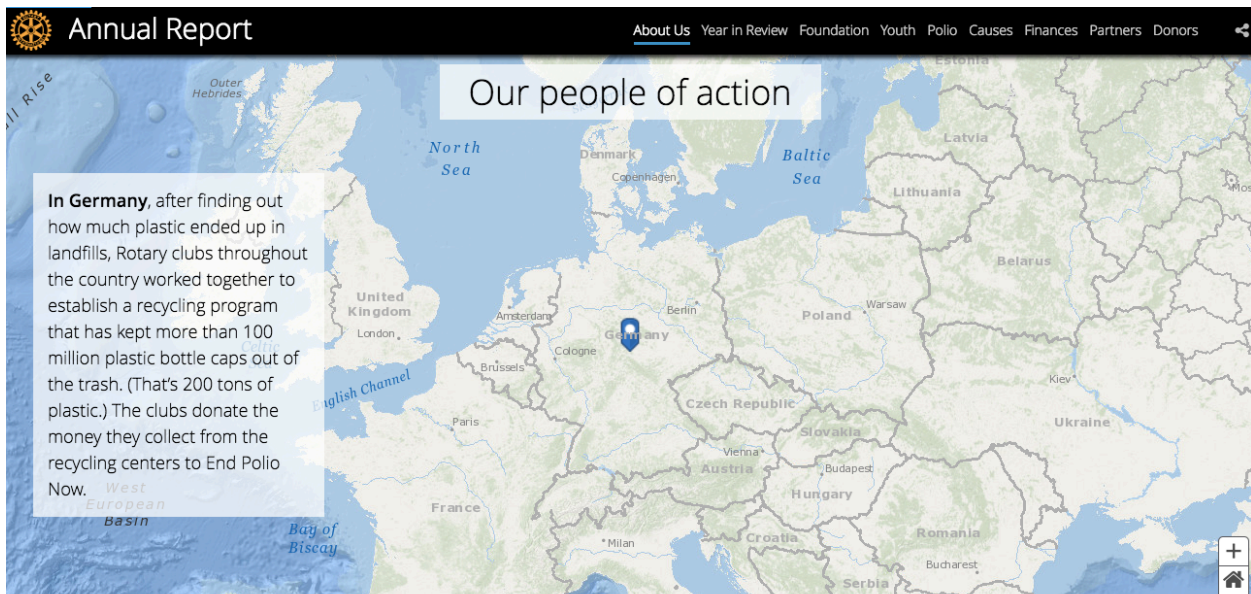 Annual Report
About Us Year in Review Foundation Youth Polio Causes Finances Partners Donors
Our people of action
In Germany, after finding out
how much plastic ended up in
landfills, Rotary clubs throughout
the country worked together to
establish a recycling program
that has kept more than 100
million plastic bottle caps out of
the trash. (That's 200 tons of
plastic.) The clubs donate the
money they collect from the
recycling centers to End Polio
Now.
Outer
Hebrides
Estonia
North
Sea
Denmark
Copenhagen
Baltic
Sea
Latvia
Lithuania
Belarus
United
Kingdom
London
Amsterdam
Berlin
Germany
Poland
Warsaw
Cologne
Brussels
English Channel
Celtic
Kiev
Ukraine
Czech Republic
Paris
Slovakia
Vienna
Austria
Budapest
Hungary
West
European
Basin
France
Bay of
Biscay
Milan
Croatia
Romania
Bucharest
Serbia
+